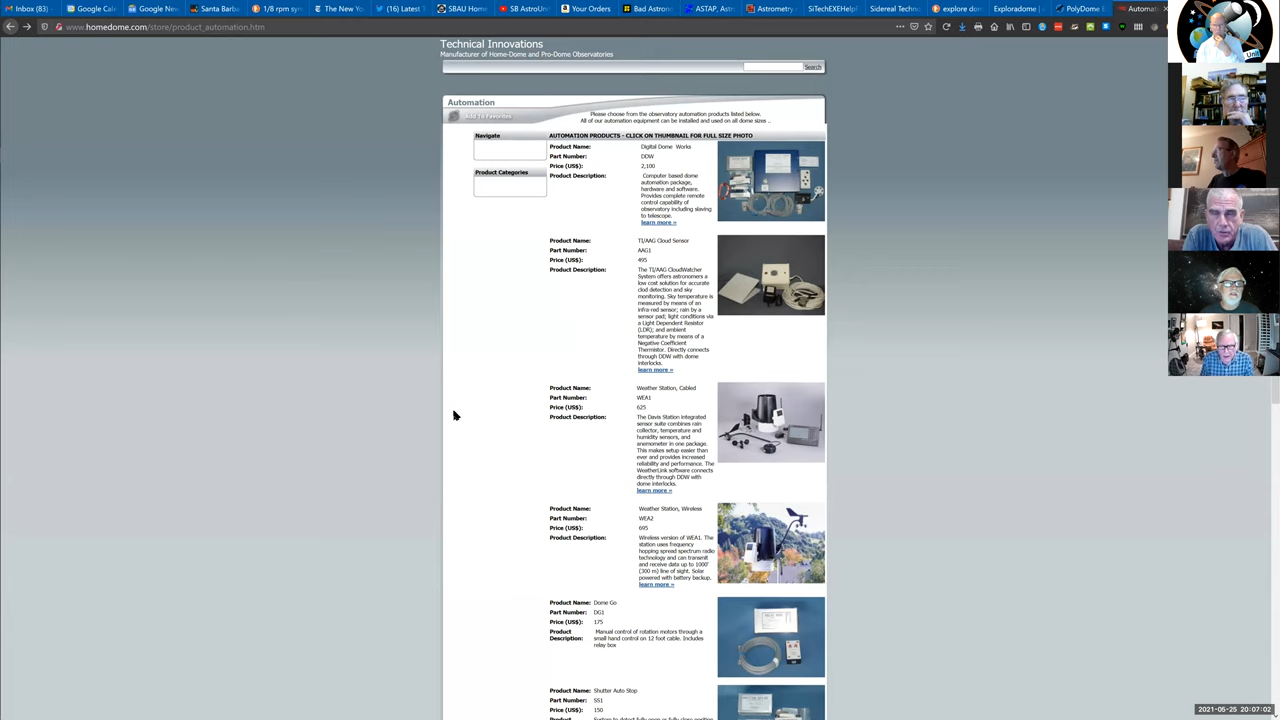 Inbox (83)
Google Cale
Google New
Santa Barba
1/8 rpm sy
The New Yo
(15) Latest T
SBAU Home
SB AstroUn
Your Orders
Bad Astrono
ASTAP, Astr
Astrometry
SiTechEXEHelp
Sidereal Technol
explore dom
Exploradome |
PolyDome E
Automa
www.homedome.com/store/product_automation.htm
Technical Innovations
Manufacturer of Home-Dome and Pro-Dome Observatories
Search
Automation
Add To Favorites
Please choose from the observatory automation products listed below.
All of our automation equipment can be installed and used on all dome sizes ..
Navigate
Product Categories
AUTOMATION PRODUCTS - CLICK ON THUMBNAIL FOR FULL SIZE PHOTO
Product Name: Digital Dome Works
Part Number: DDW
Price (US$): 2,100
Product Description: Computer based dome
automation package,
hardware and software.
Provides complete remote
control capability of
observatory including slaving
to telescope.
learn more »
Product Name: TI/AAG Cloud Sensor
Part Number: AAG1
Price (US$): 495
Product Description: The TI/AAG CloudWatcher
System offers astronomers a
low cost solution for accurate
clod detection and sky
monitoring. Sky temperature is
measured by means of an
infra-red sensor; rain by a
sensor pad; light conditions via
a Light Dependent Resistor
(LDR); and ambient
temperature by means of a
Negative Coefficient
Thermistor. Directly connects
through DDW with dome
interlocks.
learn more »
Product Name: Weather Station, Cabled
Part Number: WEA1
Price (US$): 625
Product Description: The Davis Station integrated
sensor suite combines rain
collector, temperature and
humidity sensors, and
anemometer in one package.
This makes setup easier than
ever and provides increased
reliability and performance. The
WeatherLink software connects
directly through DDW with
dome interlocks.
learn more »
Product Name: Weather Station, Wireless
Part Number: WEA2
Price (US$): 695
Product Description: Wireless version of WEA1. The
station uses frequency
hopping spread spectrum radio
technology and can transmit
and receive data up to 1000'
(300 m) line of sight. Solar
powered with battery backup.
learn more »
Product Name: Dome Go
Part Number: DG1
Price (US$): 175
Product Description: Manual control of rotation motors through a
small hand control on 12 foot cable. Includes
relay box
Product Name: Shutter Auto Stop
Part Number: SS1
Price (US$): 150
2021-05-25 20:07:02